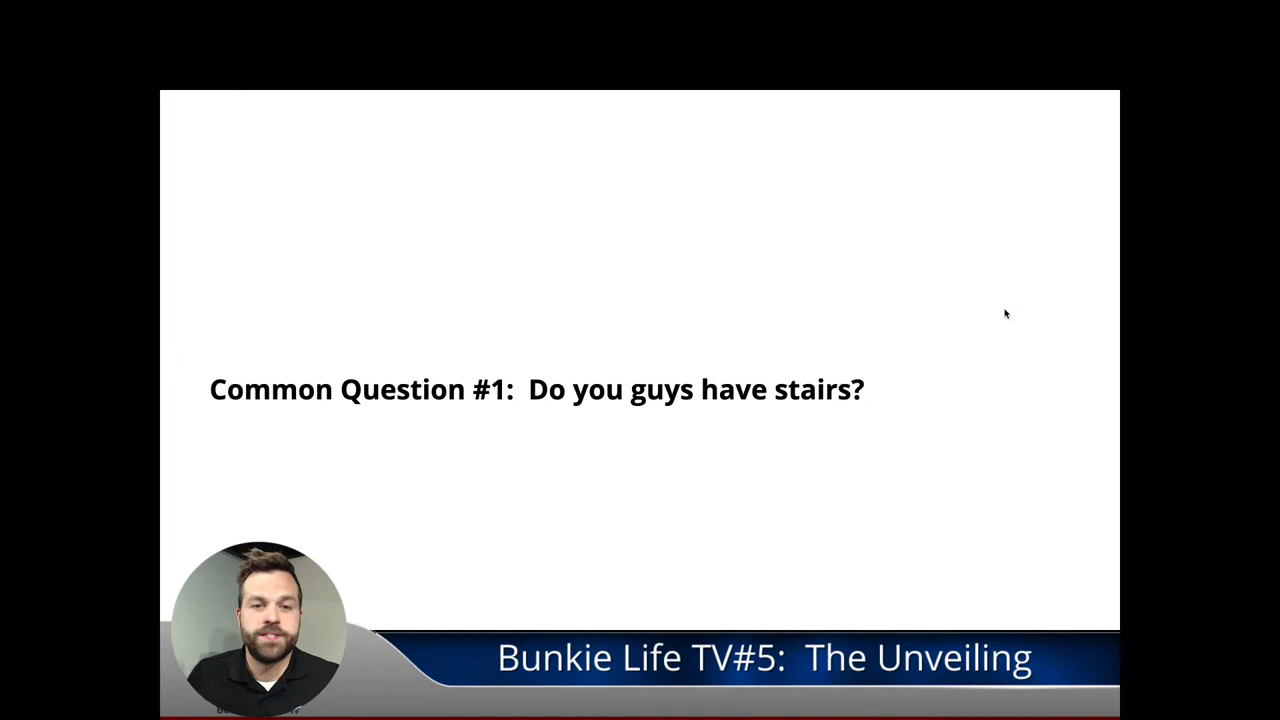 Common Question #1:  Do you guys have stairs?
Bunkie Life TV#5:  The Unveiling